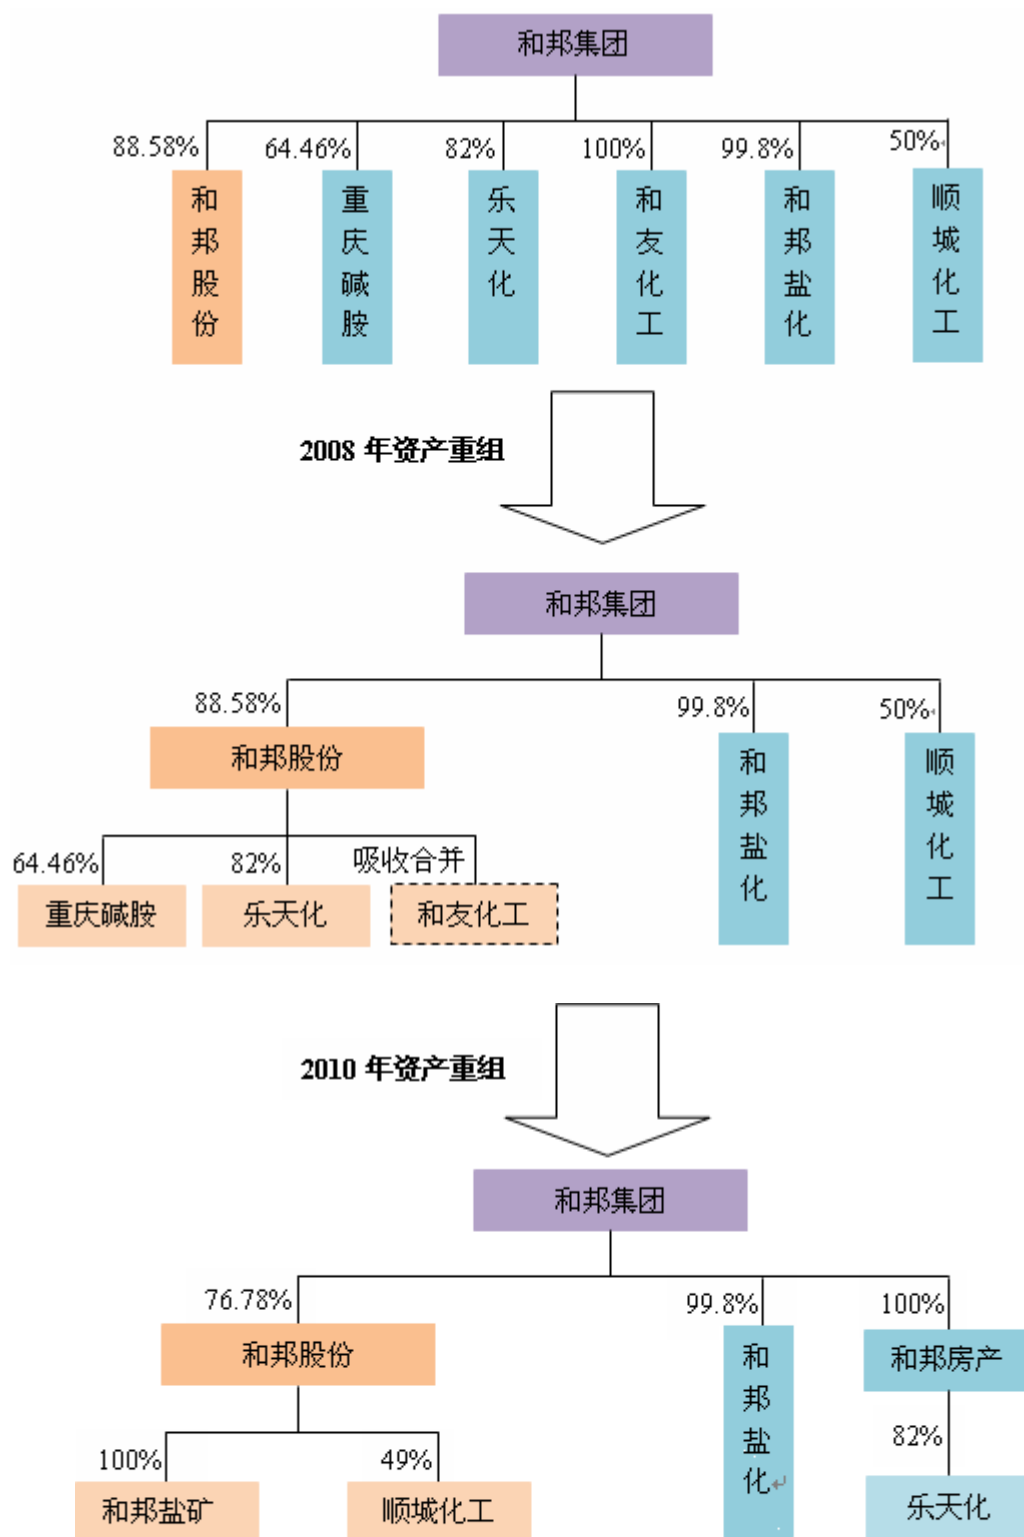 和邦集团
88.58%
64.46%
82%
100%
99.8%
50%
和邦股份
重庆碱胺
乐天化
和友化工
和邦盐化
顺城化工
2008 年资产重组
和邦集团
88.58%
99.8%
50%
和邦股份
和邦盐化
顺城化工
64.46%
82%
吸收合并
重庆碱胺
乐天化
和友化工
2010 年资产重组
和邦集团
76.78%
99.8%
100%
和邦股份
和邦盐化
和邦房产
100%
49%
82%
和邦盐矿
顺城化工
乐天化